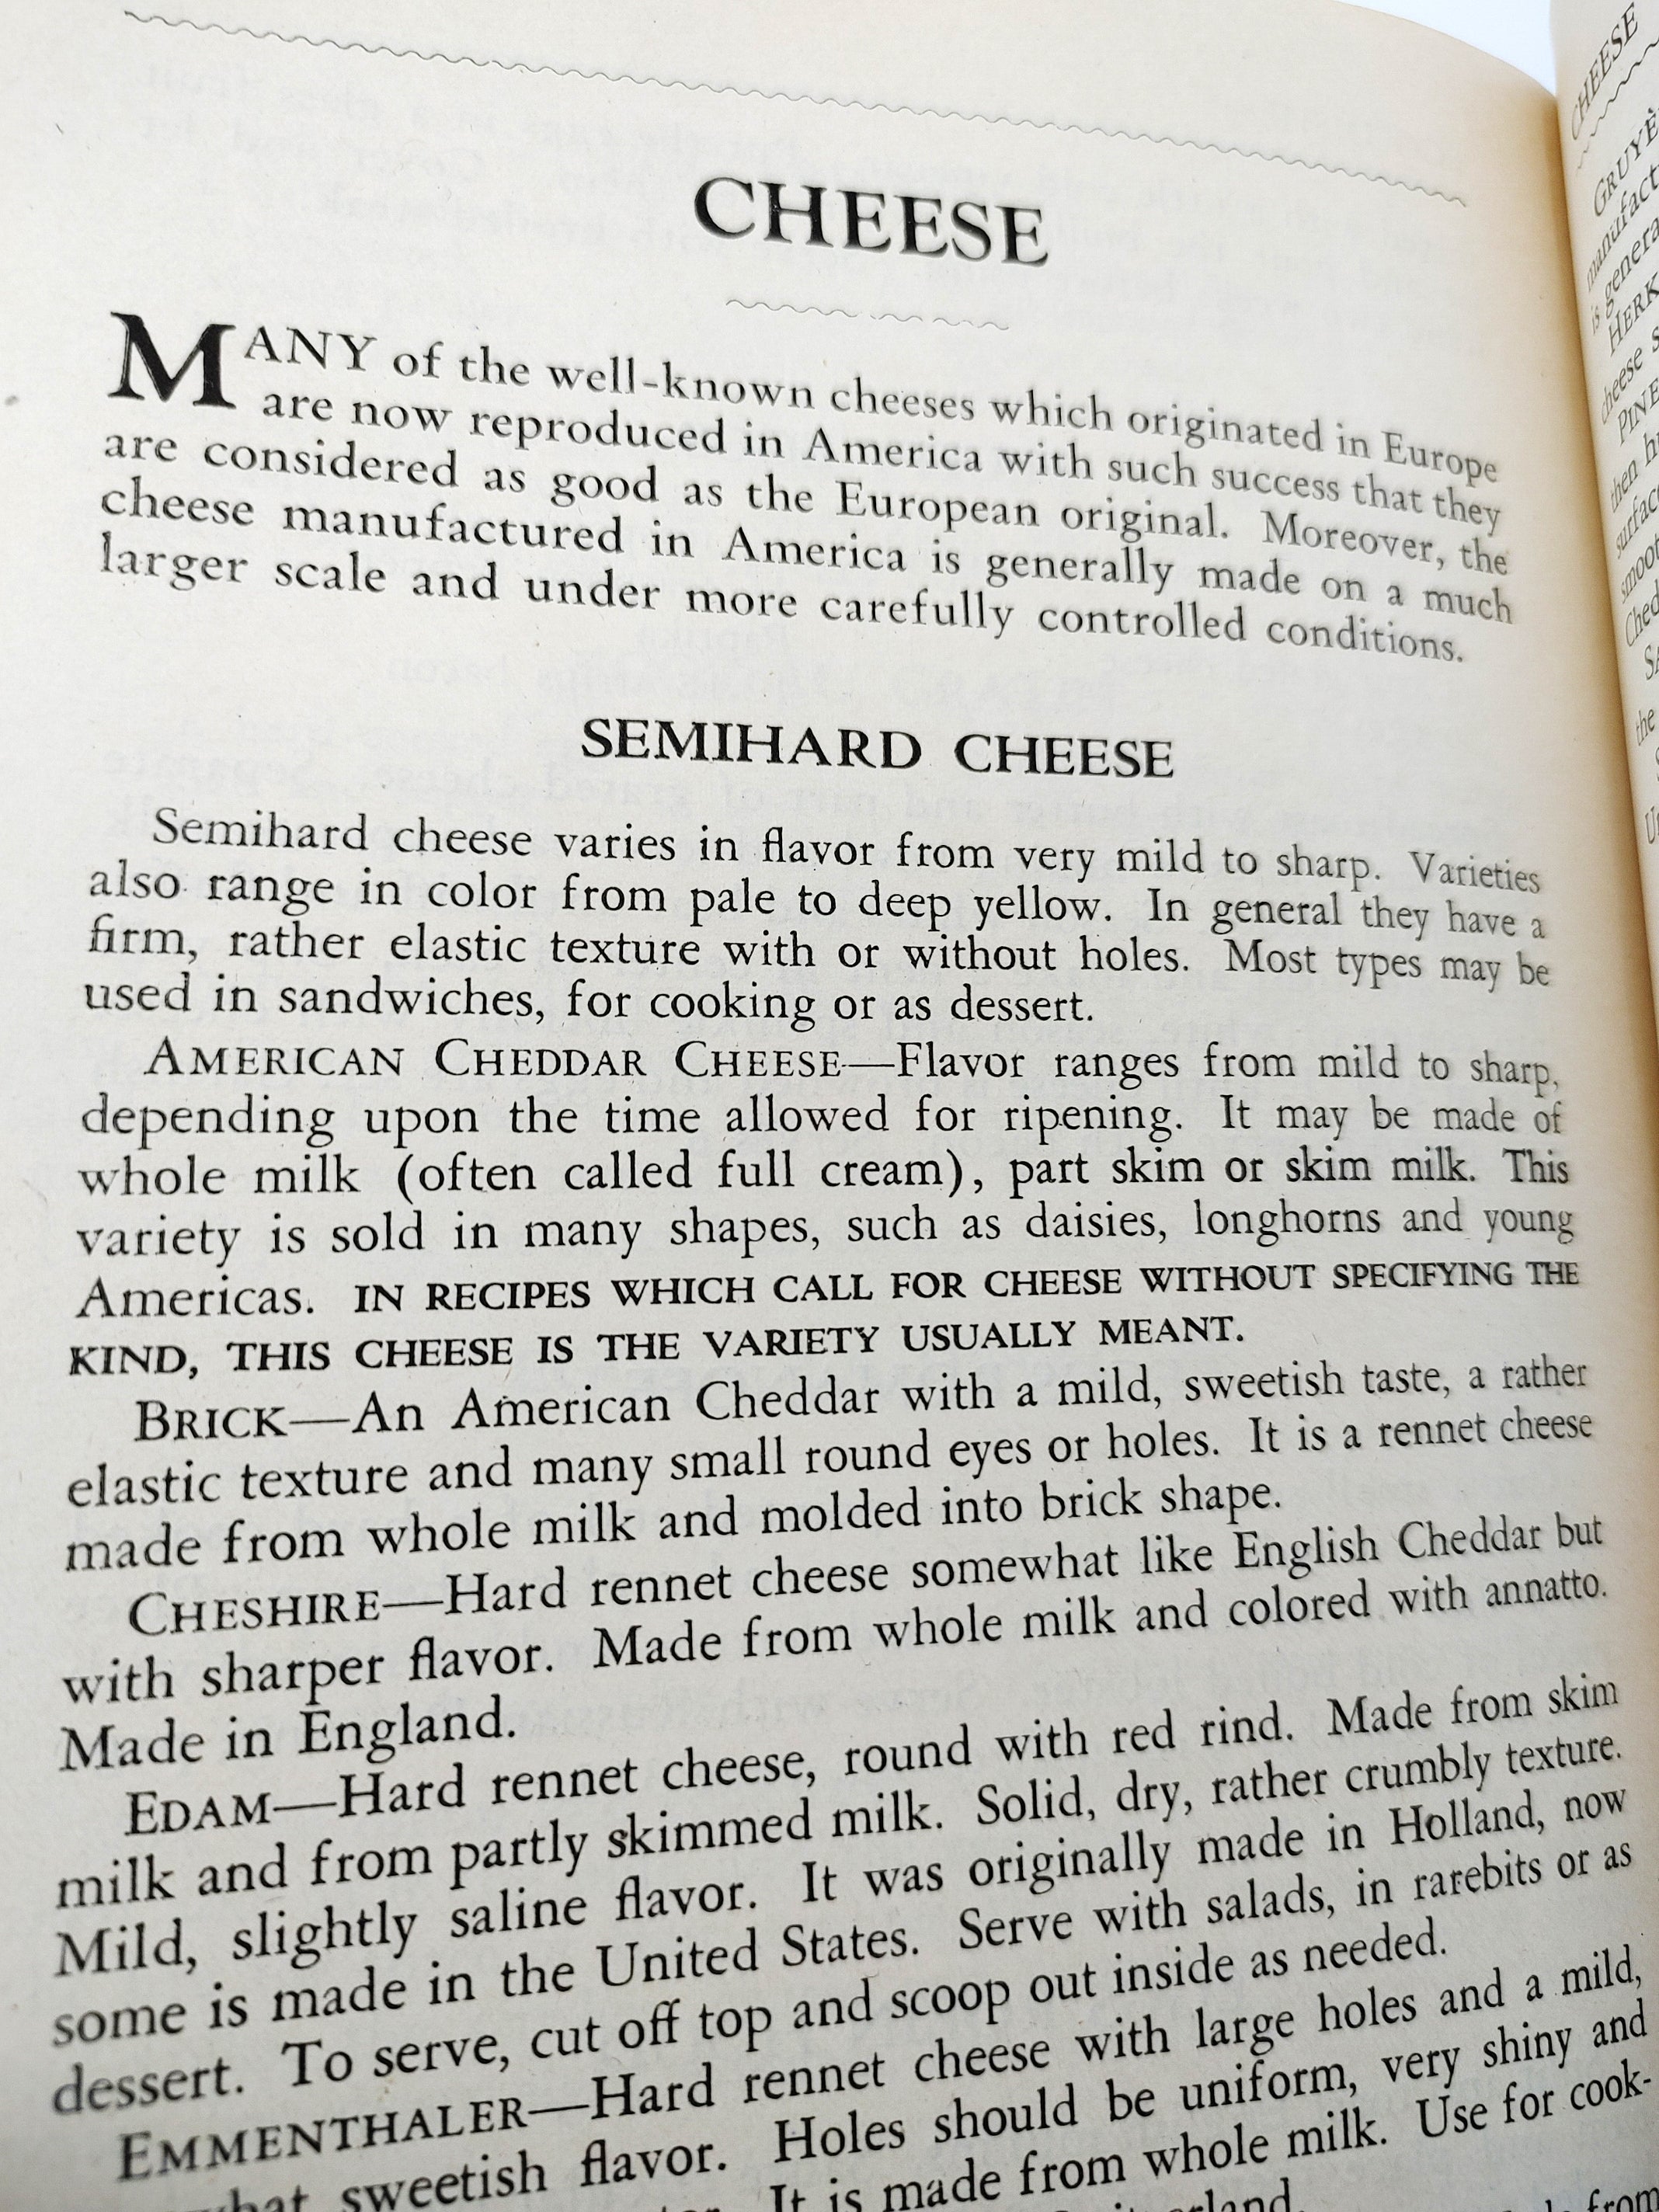 CHEESE
MANY of the well-known cheeses which originated in Europe
are now reproduced in America with such success that they
are considered as good as the European original. Moreover, the
cheese manufactured in America is generally made on a much
larger scale and under more carefully controlled conditions.
SEMIHARD CHEESE
Semihard cheese varies in flavor from very mild to sharp. Varieties
also range in color from pale to deep yellow. In general they have a
firm, rather elastic texture with or without holes. Most types may be
used in sandwiches, for cooking or as dessert.
AMERICAN CHEDDAR CHEESE—Flavor ranges from mild to sharp,
depending upon the time allowed for ripening. It may be made of
whole milk (often called full cream), part skim or skim milk. This
variety is sold in many shapes, such as daisies, longhorns and young
Americas. IN RECIPES WHICH CALL FOR CHEESE WITHOUT SPECIFYING THE
KIND, THIS CHEESE IS THE VARIETY USUALLY MEANT.
BRICK—An American Cheddar with a mild, sweetish taste, a rather
elastic texture and many small round eyes or holes. It is a rennet cheese
made from whole milk and molded into brick shape.
CHESHIRE—Hard rennet cheese somewhat like English Cheddar but
with sharper flavor. Made from whole milk and colored with annatto.
Made in England.
EDAM—Hard rennet cheese, round with red rind. Made from skim
milk and from partly skimmed milk. Solid, dry, rather crumbly texture.
Mild, slightly saline flavor. It was originally made in Holland, now
some is made in the United States. Serve with salads, in rarebits or as
dessert. To serve, cut off top and scoop out inside as needed.
EMMENTHALER—Hard rennet cheese with large holes and a mild,
sweetish flavor. Holes should be uniform, very shiny and
It is made from whole milk. Use for cook-
from
CHEESE
manufact
is genera
cheese
then
the